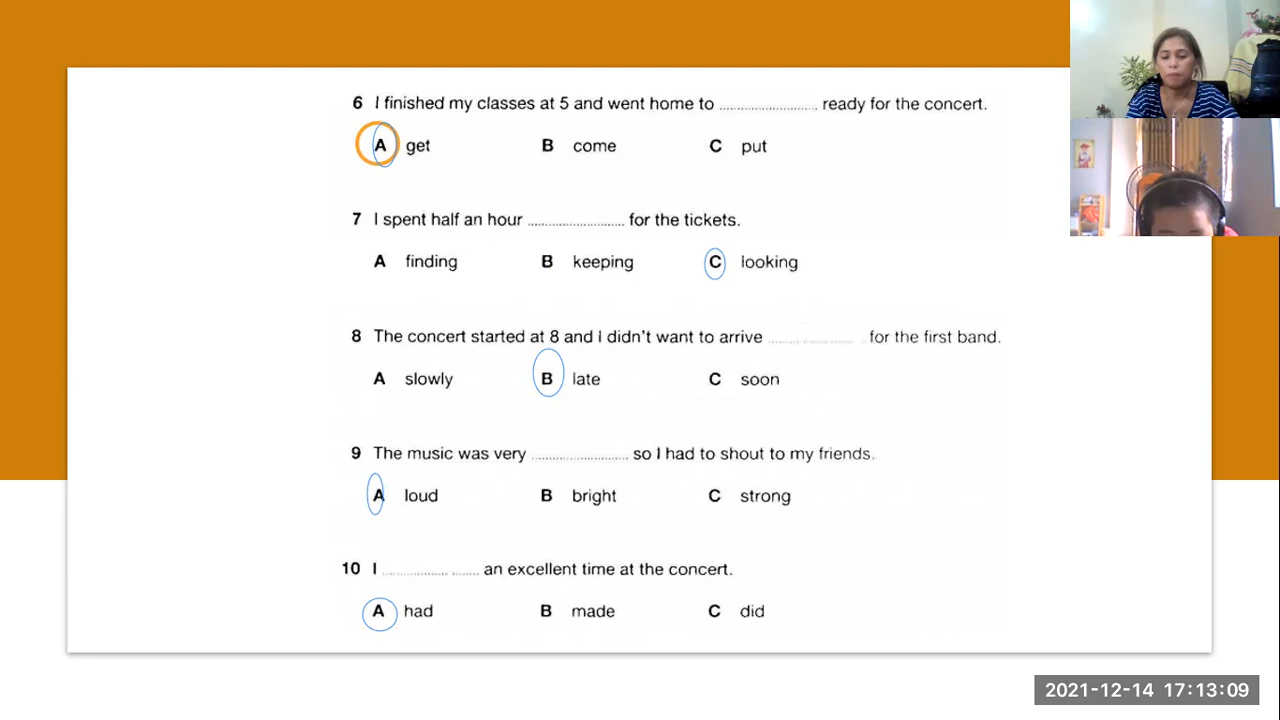 6 I finished my classes at 5 and went home to ........................ ready for the concert.
A get B come C put
7 I spent half an hour ........................ for the tickets.
A finding B keeping C looking
8 The concert started at 8 and I didn't want to arrive ........................ for the first band.
A slowly B late C soon
9 The music was very ........................ so I had to shout to my friends.
A loud B bright C strong
10 I ........................ an excellent time at the concert.
A had B made C did
2021-12-14 17:13:09